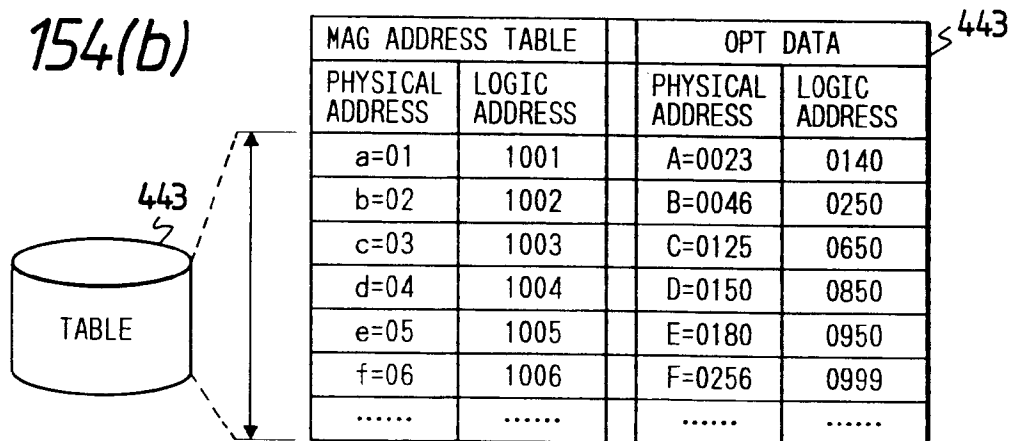 154(b)
443
TABLE
443
MAG ADDRESS TABLE OPT DATA
PHYSICAL ADDRESS LOGIC ADDRESS PHYSICAL ADDRESS LOGIC ADDRESS
a=01 1001 A=0023 0140
b=02 1002 B=0046 0250
c=03 1003 C=0125 0650
d=04 1004 D=0150 0850
e=05 1005 E=0180 0950
f=06 1006 F=0256 0999
...... ...... ...... ......